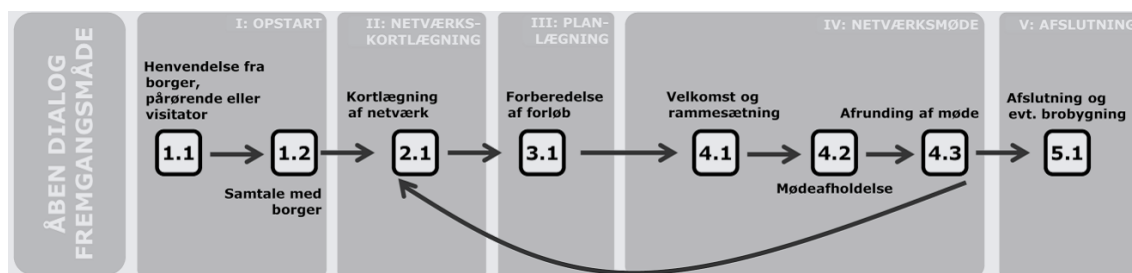 ÅBEN DIALOG
FREMGANGSMÅDE
I: OPSTART
Henvendelse fra
borger,
pårørende eller
visitator
1.1
1.2
Samtale med
borger
II: NETVÆRKS-
KORTLÆGNING
Kortlægning
af netværk
2.1
III: PLAN-
LÆGNING
Forberedelse
af forløb
3.1
IV: NETVÆRKSMØDE
Velkomst og
rammesætning
4.1
4.2
Mødeafholdelse
Afrunding af møde
4.3
V: AFSLUTNING
Afslutning og
evt. brobygning
5.1